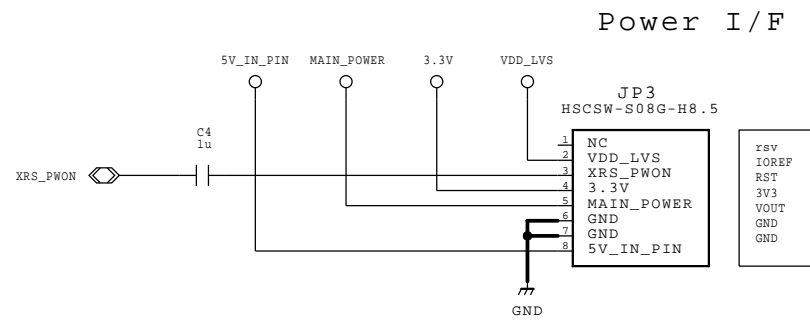 Power I/F
5V_IN_PIN MAIN_POWER 3.3V VDD_LVS
JP3
HSCSW-S08G-H8.5
C4
1u
XRS_PWON
1 NC
2 VDD_LVS
3 XRS_PWON
4 3.3V
5 MAIN_POWER
6 GND
7 GND
8 5V_IN_PIN
rsv
IOREF
RST
3V3
VOUT
GND
GND
GND